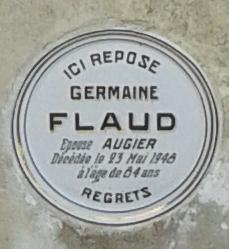 ICI REPOSE
GERMAINE
FLAUD
Epouse AUGIER
Décédée le 23 Mai 1948
à l'âge de 64 ans
REGRETS